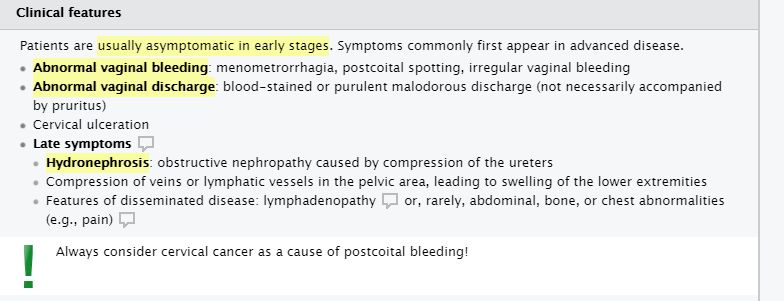 Clinical features
Patients are usually asymptomatic in early stages. Symptoms commonly first appear in advanced disease.
Abnormal vaginal bleeding: menometrorrhagia, postcoital spotting, irregular vaginal bleeding
Abnormal vaginal discharge: blood-stained or purulent malodorous discharge (not necessarily accompanied
by pruritus)
Cervical ulceration
Late symptoms
Hydronephrosis: obstructive nephropathy caused by compression of the ureters
Compression of veins or lymphatic vessels in the pelvic area, leading to swelling of the lower extremities
Features of disseminated disease: lymphadenopathy or, rarely, abdominal, bone, or chest abnormalities
(e.g., pain)
Always consider cervical cancer as a cause of postcoital bleeding!